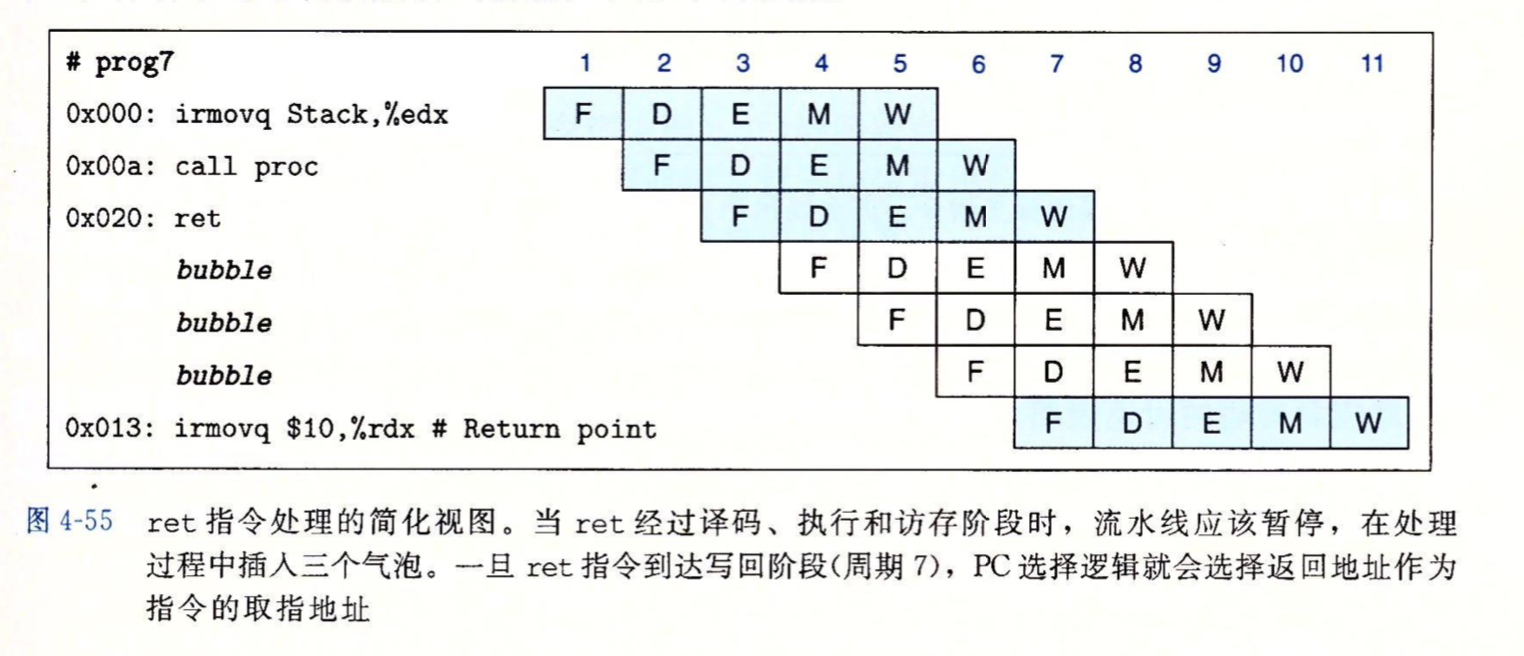 # prog7 1 2 3 4 5 6 7 8 9 10 11
0x000: irmovq Stack,%edx F D E M W
0x00a: call proc F D E M W
0x020: ret F D E M W
bubble F D E M W
bubble F D E M W
bubble F D E M W
0x013: irmovq $10,%rdx # Return point F D E M W
图 4-55 ret 指令处理的简化视图。当 ret 经过译码、执行和访存阶段时，流水线应该暂停，在处理
过程中插入三个气泡。一旦 ret 指令到达写回阶段(周期 7)，PC 选择逻辑就会选择返回地址作为
指令的取指地址